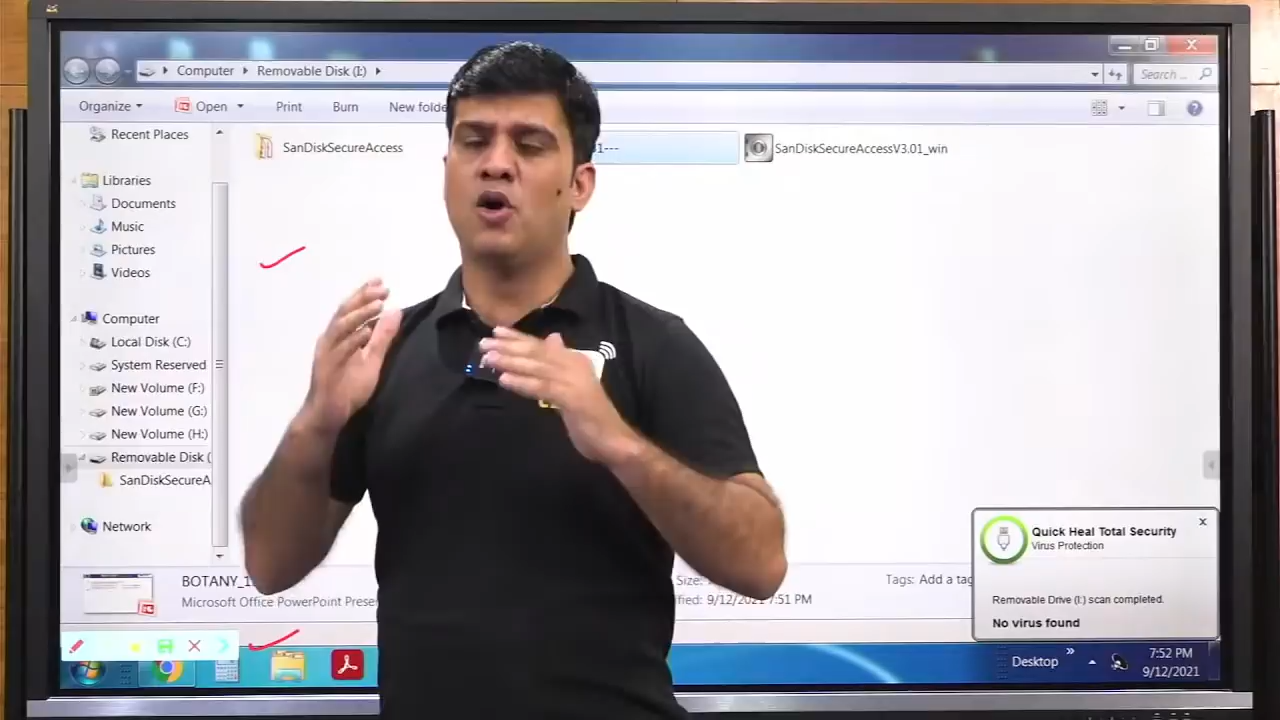 Computer Removable Disk (I:)
Search ...
Organize Open Print Burn New folde
Recent Places
Libraries
Documents
Music
Pictures
Videos
Computer
Local Disk (C:)
System Reserved
New Volume (F:)
New Volume (G:)
New Volume (H:)
Removable Disk (
SanDiskSecureA
Network
SanDiskSecureAccess
1---
SanDiskSecureAccessV3.01_win
BOTANY_1
Size:
Tags: Add a tag
Microsoft Office PowerPoint Prese
ified: 9/12/2021 7:51 PM
Quick Heal Total Security
Virus Protection
Removable Drive (I:) scan completed.
No virus found
Desktop
7:52 PM
9/12/2021